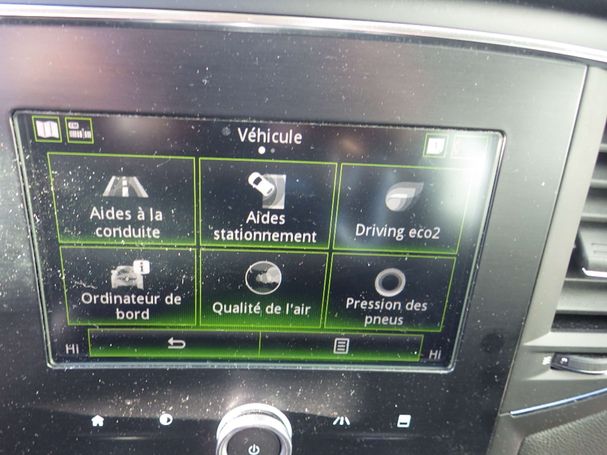 Véhicule
Aides à la
conduite
Aides
stationnement
Driving eco2
Ordinateur de
bord
Qualité de l'air
Pression des
pneus
Hi
Hi